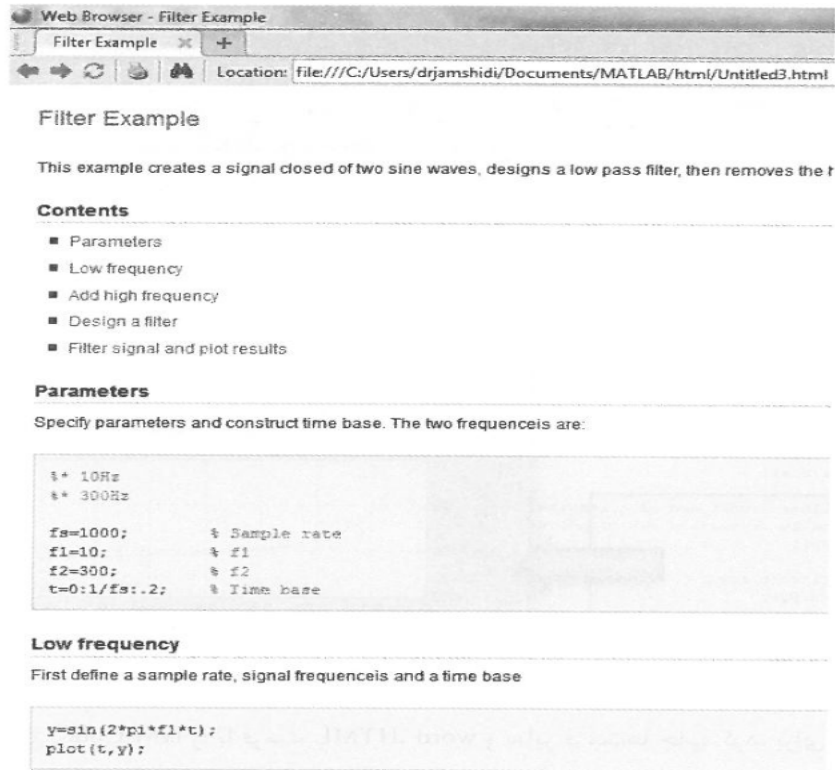 Web Browser - Filter Example
Filter Example × +
Location: file:///C:/Users/drjamshidi/Documents/MATLAB/html/Untitled3.html
Filter Example
This example creates a signal closed of two sine waves, designs a low pass filter, then removes the h
Contents
■ Parameters
■ Low frequency
■ Add high frequency
■ Design a filter
■ Filter signal and plot results
Parameters
Specify parameters and construct time base. The two frequenceis are:
%* 10Hz
%* 300Hz
fs=1000; % Sample rate
f1=10; % f1
f2=300; % f2
t=0:1/fs:.2; % Time base
Low frequency
First define a sample rate, signal frequenceis and a time base
y=sin(2*pi*f1*t);
plot(t,y);